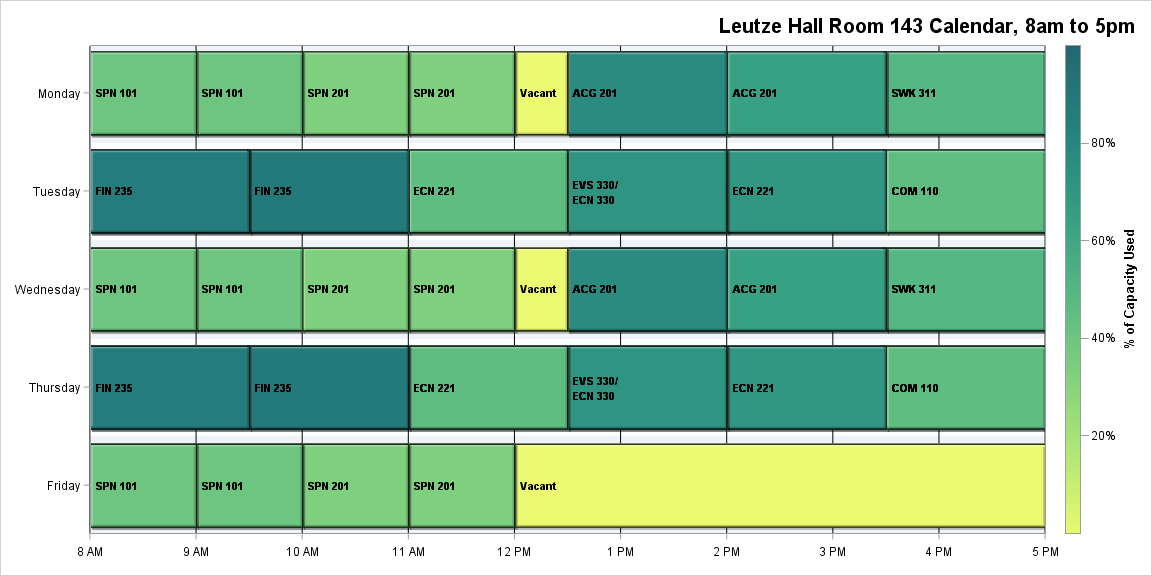 Leutze Hall Room 143 Calendar, 8am to 5pm
Monday
SPN 101
SPN 101
SPN 201
SPN 201
Vacant
ACG 201
ACG 201
SWK 311
Tuesday
FIN 235
FIN 235
ECN 221
EVS 330/
ECN 330
ECN 221
COM 110
Wednesday
SPN 101
SPN 101
SPN 201
SPN 201
Vacant
ACG 201
ACG 201
SWK 311
Thursday
FIN 235
FIN 235
ECN 221
EVS 330/
ECN 330
ECN 221
COM 110
Friday
SPN 101
SPN 101
SPN 201
SPN 201
Vacant
8 AM
9 AM
10 AM
11 AM
12 PM
1 PM
2 PM
3 PM
4 PM
5 PM
80%
60%
40%
20%
% of Capacity Used